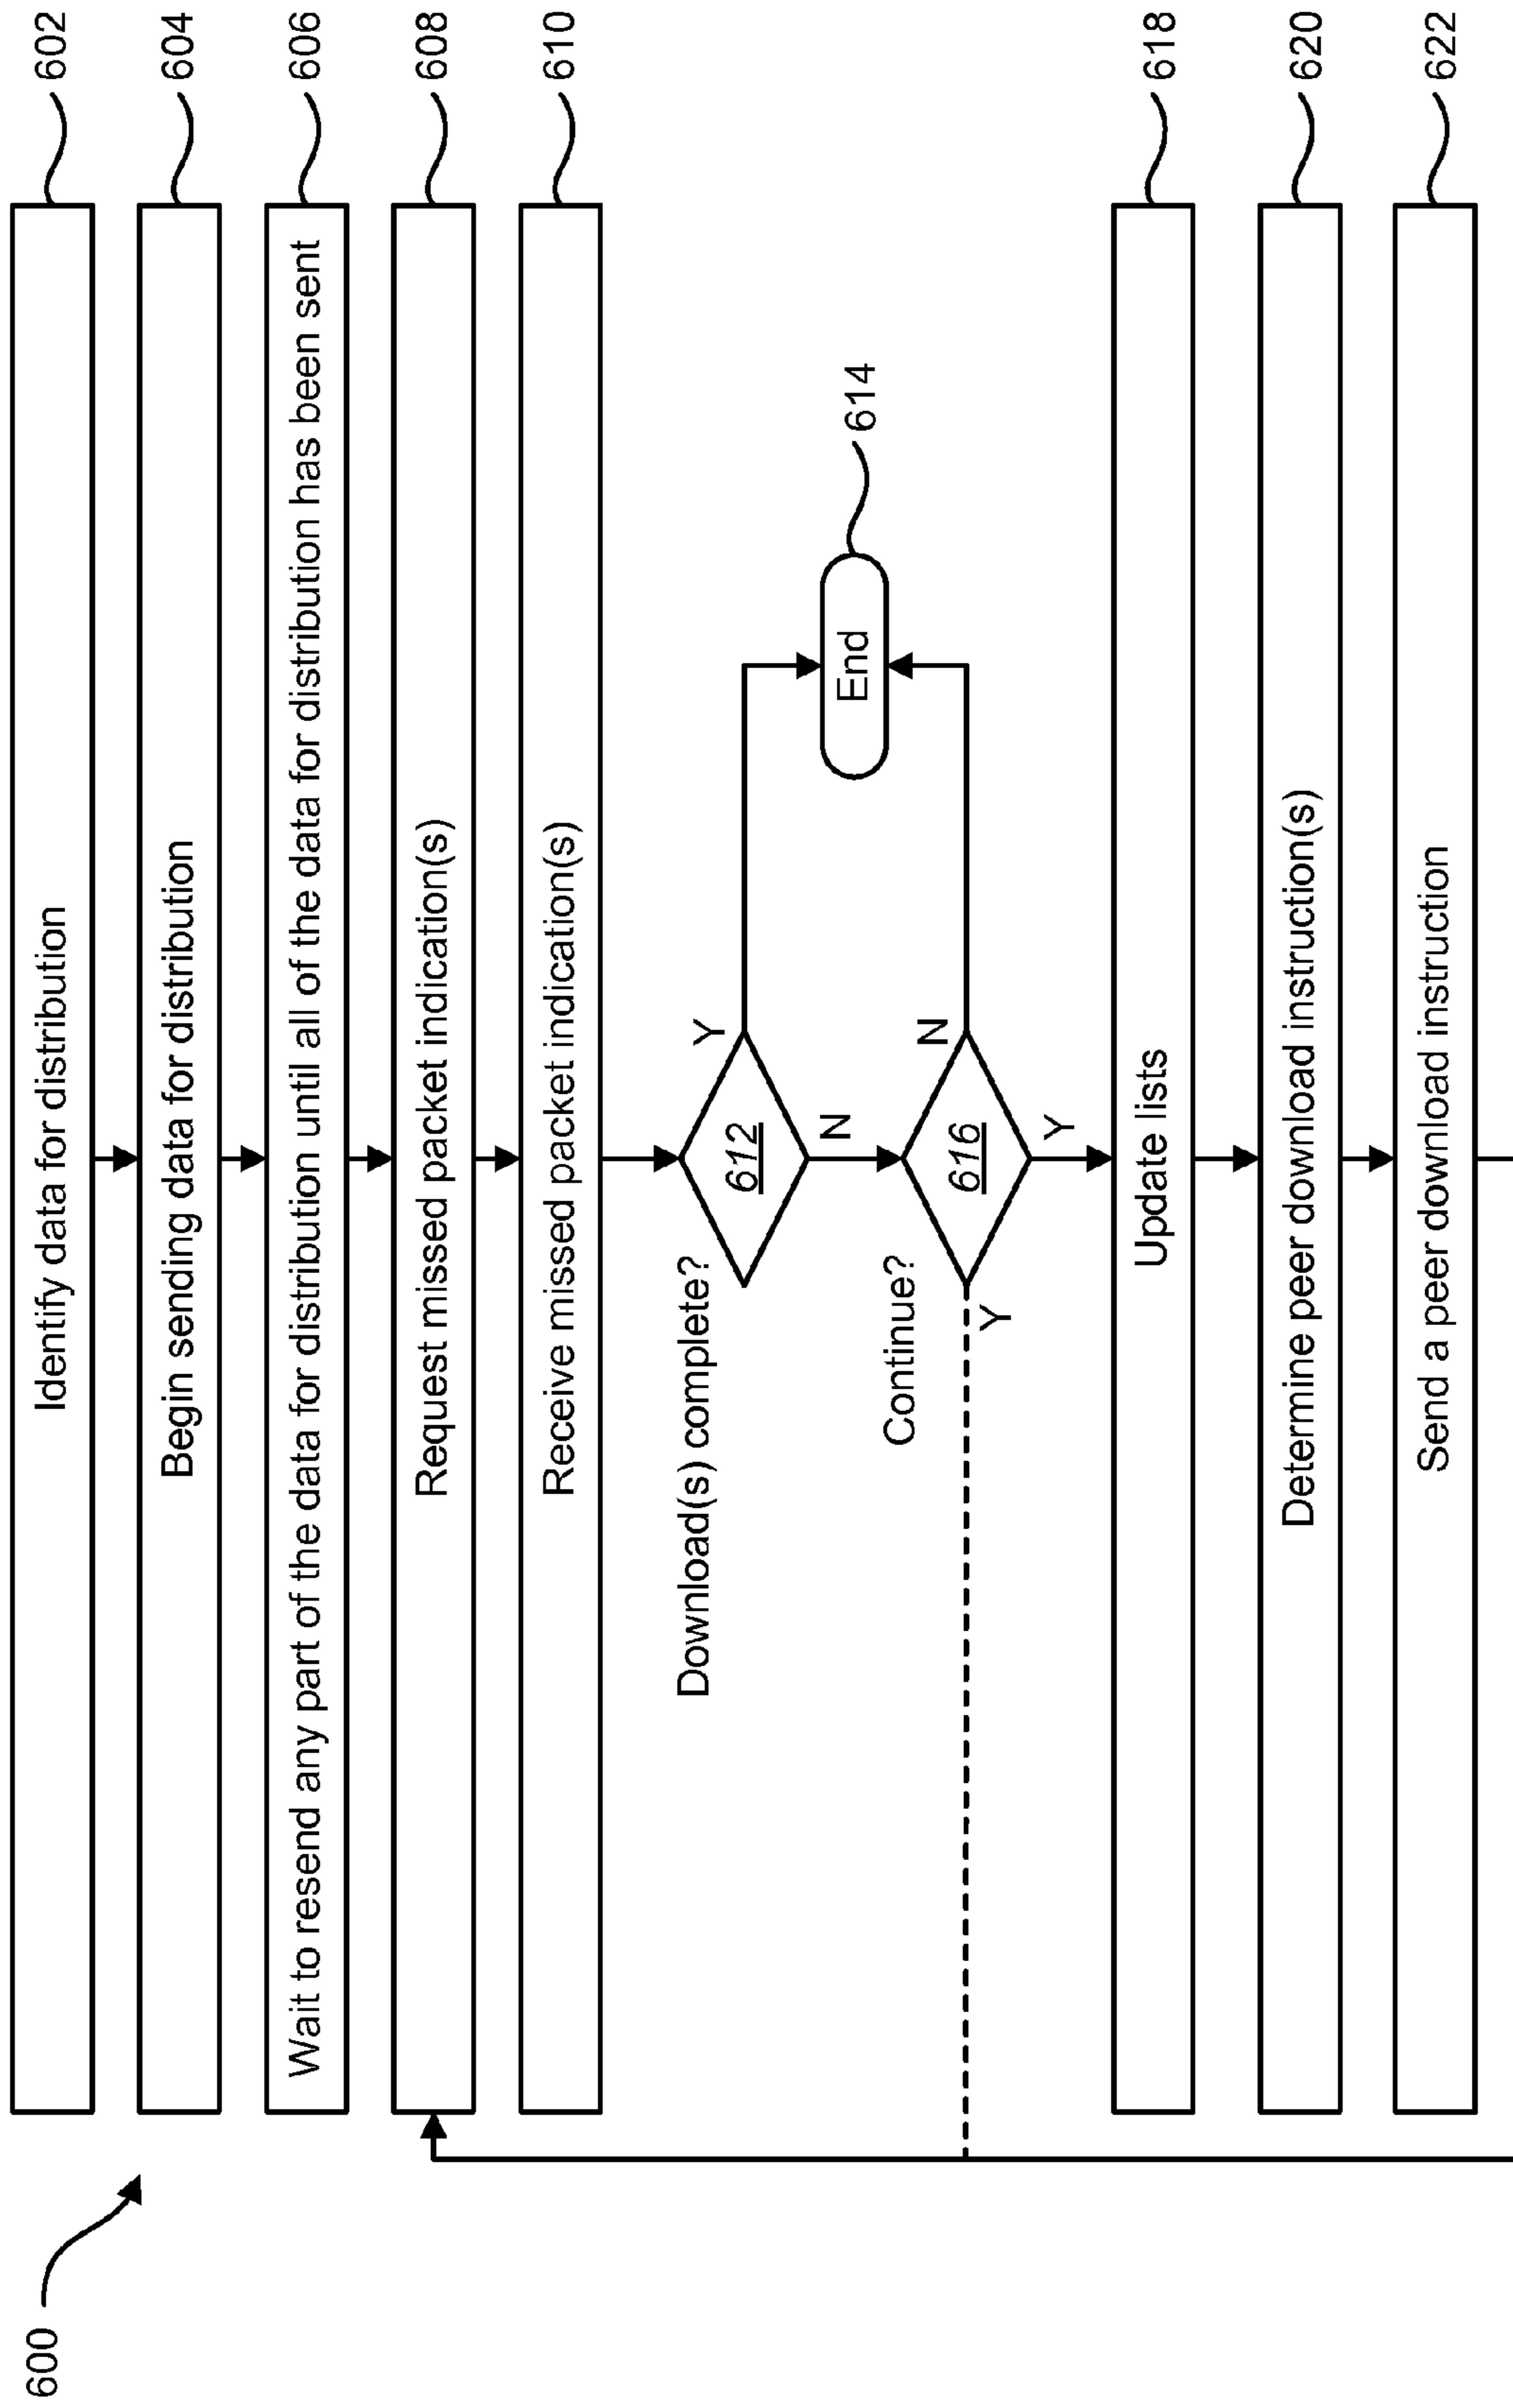 600
Identify data for distribution
602
Begin sending data for distribution
604
Wait to resend any part of the data for distribution until all of the data for distribution has been sent
606
Request missed packet indication(s)
608
Receive missed packet indication(s)
610
Download(s) complete?
612
Y
N
End
614
Continue?
616
N
Y
Y
Update lists
618
Determine peer download instruction(s)
620
Send a peer download instruction
622